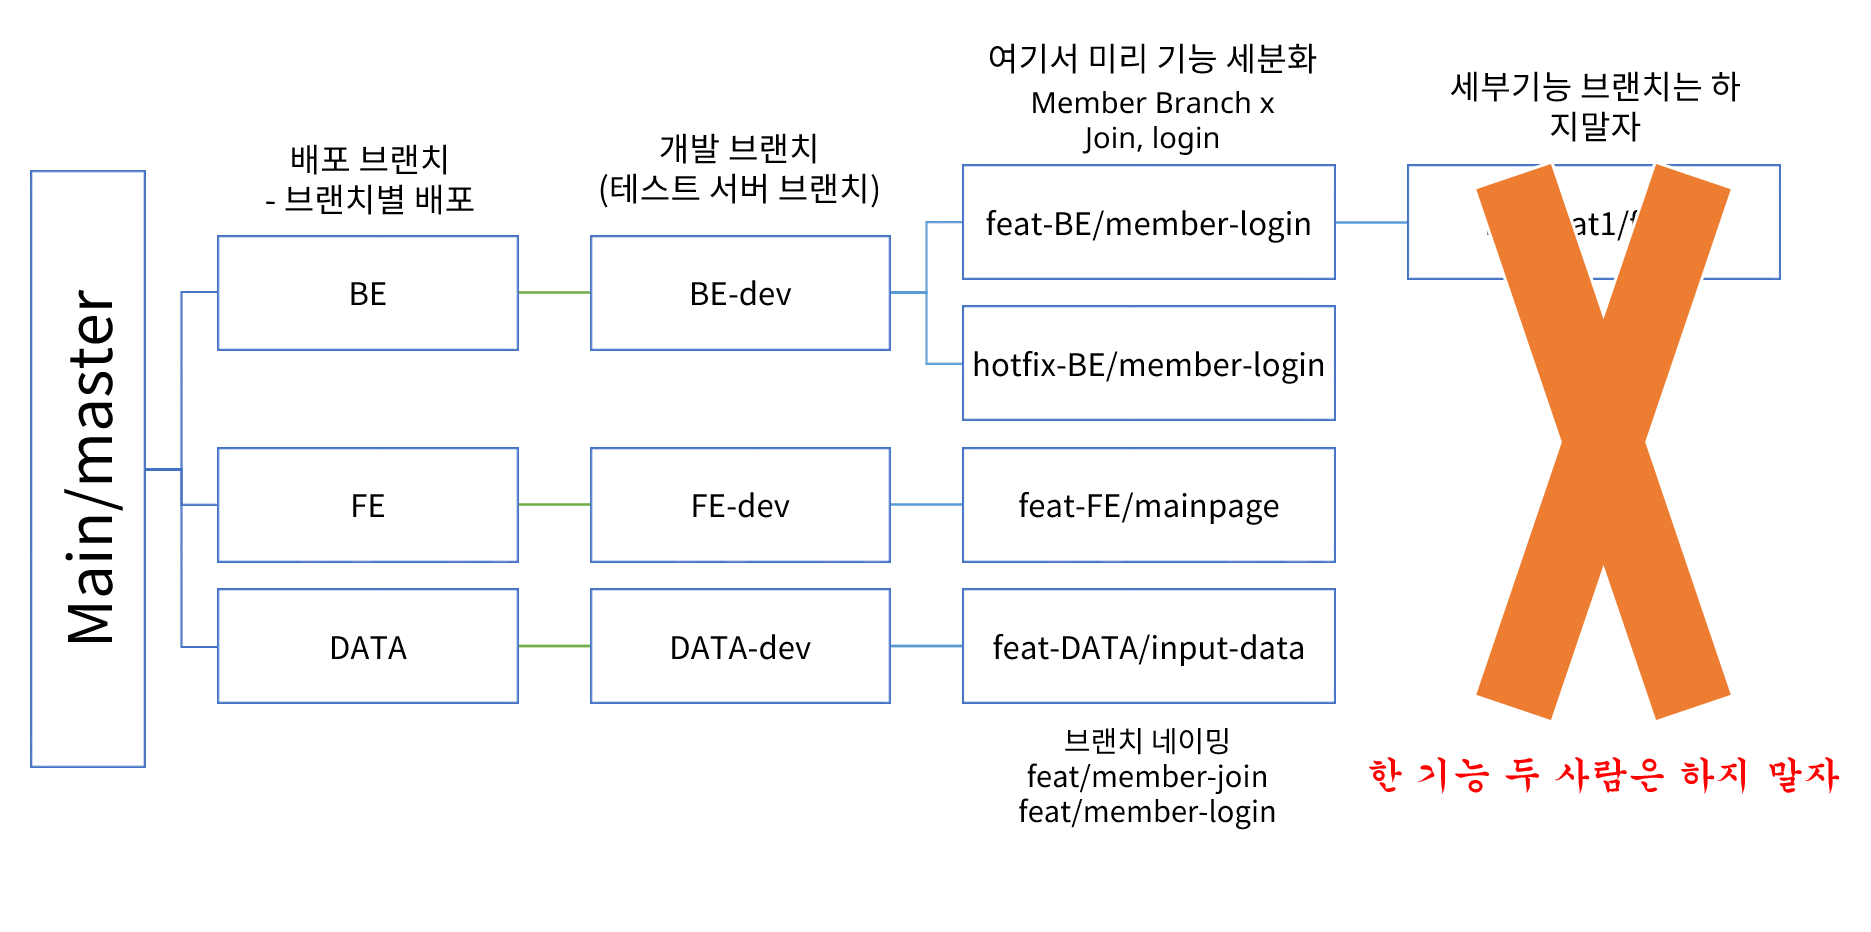 여기서 미리 기능 세분화
Member Branch x
Join, login
세부기능 브랜치는 하
지말자
배포 브랜치
- 브랜치별 배포
개발 브랜치
(테스트 서버 브랜치)
Main/master
BE
BE-dev
feat-BE/member-login
hotfix-BE/member-login
FE
FE-dev
feat-FE/mainpage
DATA
DATA-dev
feat-DATA/input-data
브랜치 네이밍
feat/member-join
feat/member-login
한 기능 두 사람은 하지 말자